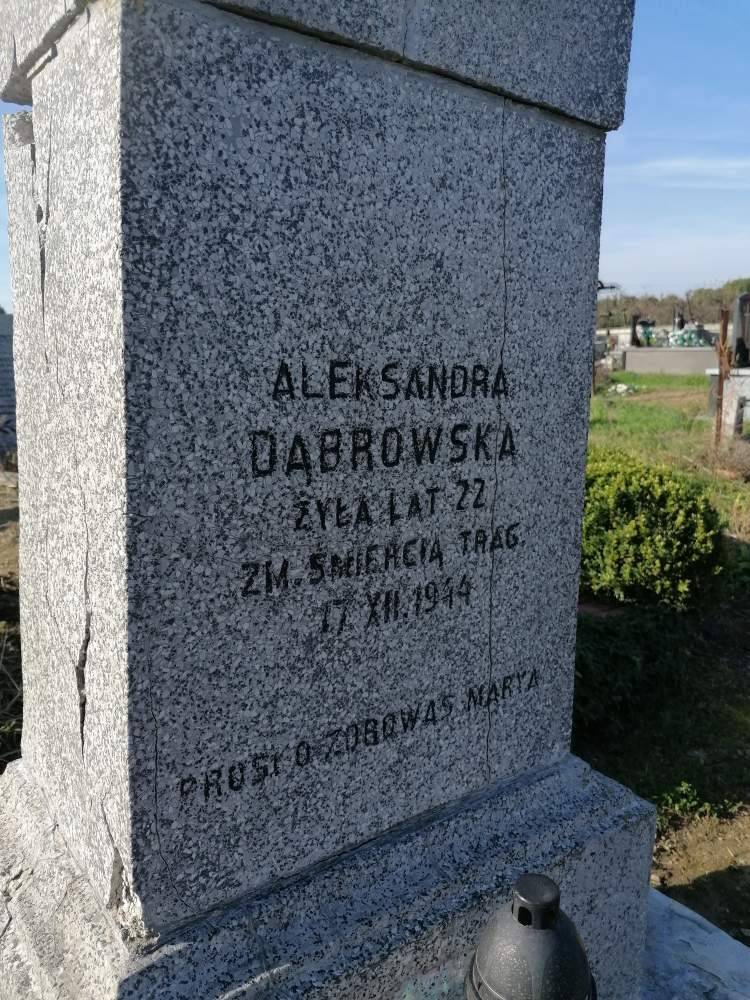 ALEKSANDRA
DĄBROWSKA
ŻYŁA LAT 22
ZM. ŚMIERCIĄ TRAG.
17 XII. 1944
PROSI O ZDROWAŚ MARYA